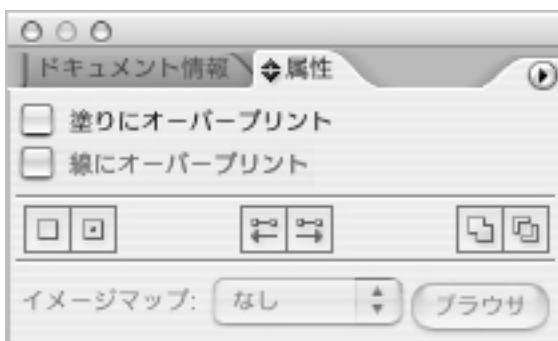 ドキュメント情報 属性
塗りにオーバープリント
線にオーバープリント
イメージマップ: なし ブラウザ